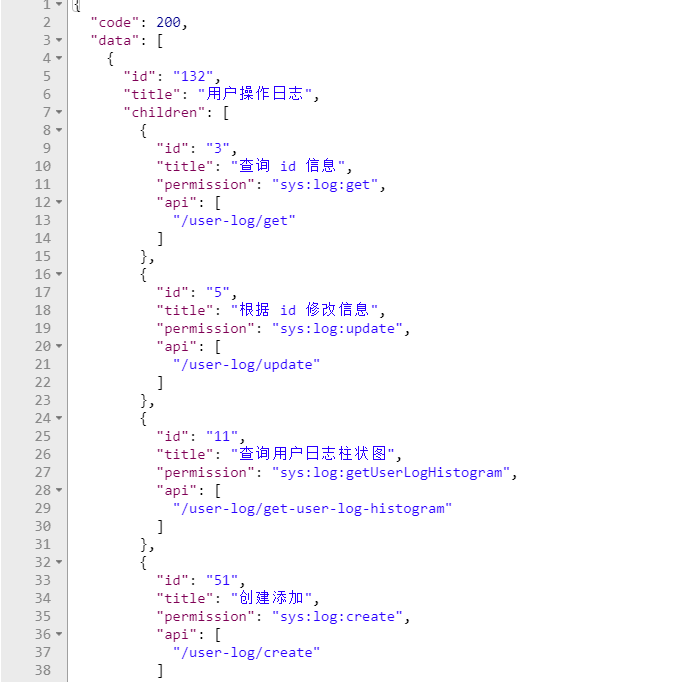 1 {
2 "code": 200,
3 "data": [
4 {
5 "id": "132",
6 "title": "用户操作日志",
7 "children": [
8 {
9 "id": "3",
10 "title": "查询 id 信息",
11 "permission": "sys:log:get",
12 "api": [
13 "/user-log/get"
14 ]
15 },
16 {
17 "id": "5",
18 "title": "根据 id 修改信息",
19 "permission": "sys:log:update",
20 "api": [
21 "/user-log/update"
22 ]
23 },
24 {
25 "id": "11",
26 "title": "查询用户日志柱状图",
27 "permission": "sys:log:getUserLogHistogram",
28 "api": [
29 "/user-log/get-user-log-histogram"
30 ]
31 },
32 {
33 "id": "51",
34 "title": "创建添加",
35 "permission": "sys:log:create",
36 "api": [
37 "/user-log/create"
38 ]